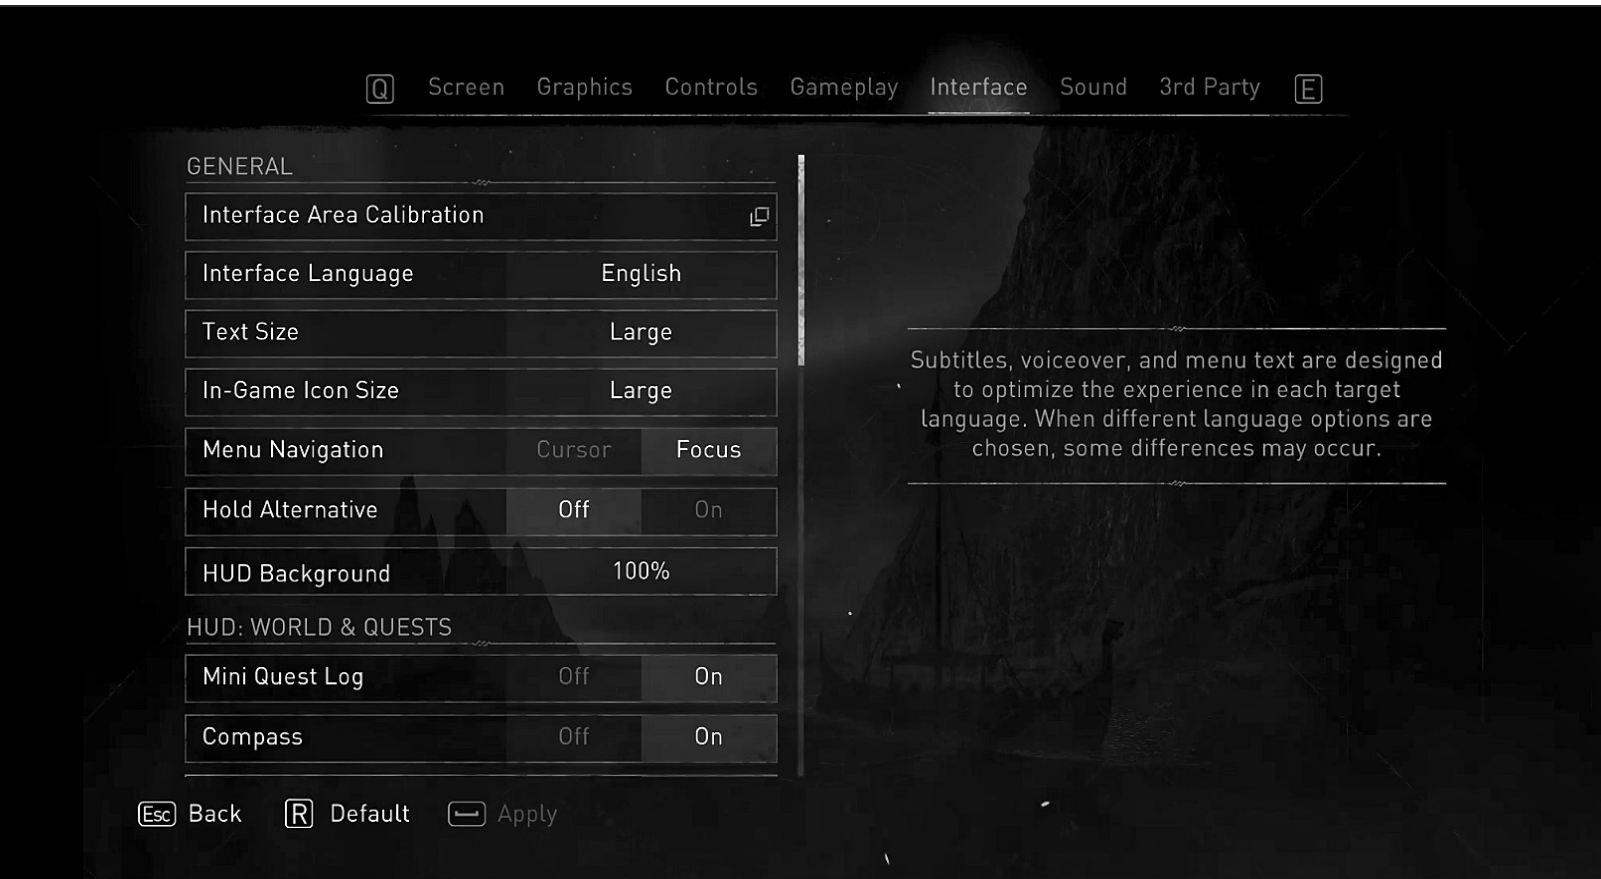 Q Screen Graphics Controls Gameplay Interface Sound 3rd Party E
GENERAL
Interface Area Calibration
Interface Language English
Text Size Large
In-Game Icon Size Large
Menu Navigation Cursor Focus
Hold Alternative Off On
HUD Background 100%
HUD: WORLD & QUESTS
Mini Quest Log Off On
Compass Off On
Subtitles, voiceover, and menu text are designed
to optimize the experience in each target
language. When different language options are
chosen, some differences may occur.
Esc Back R Default Apply